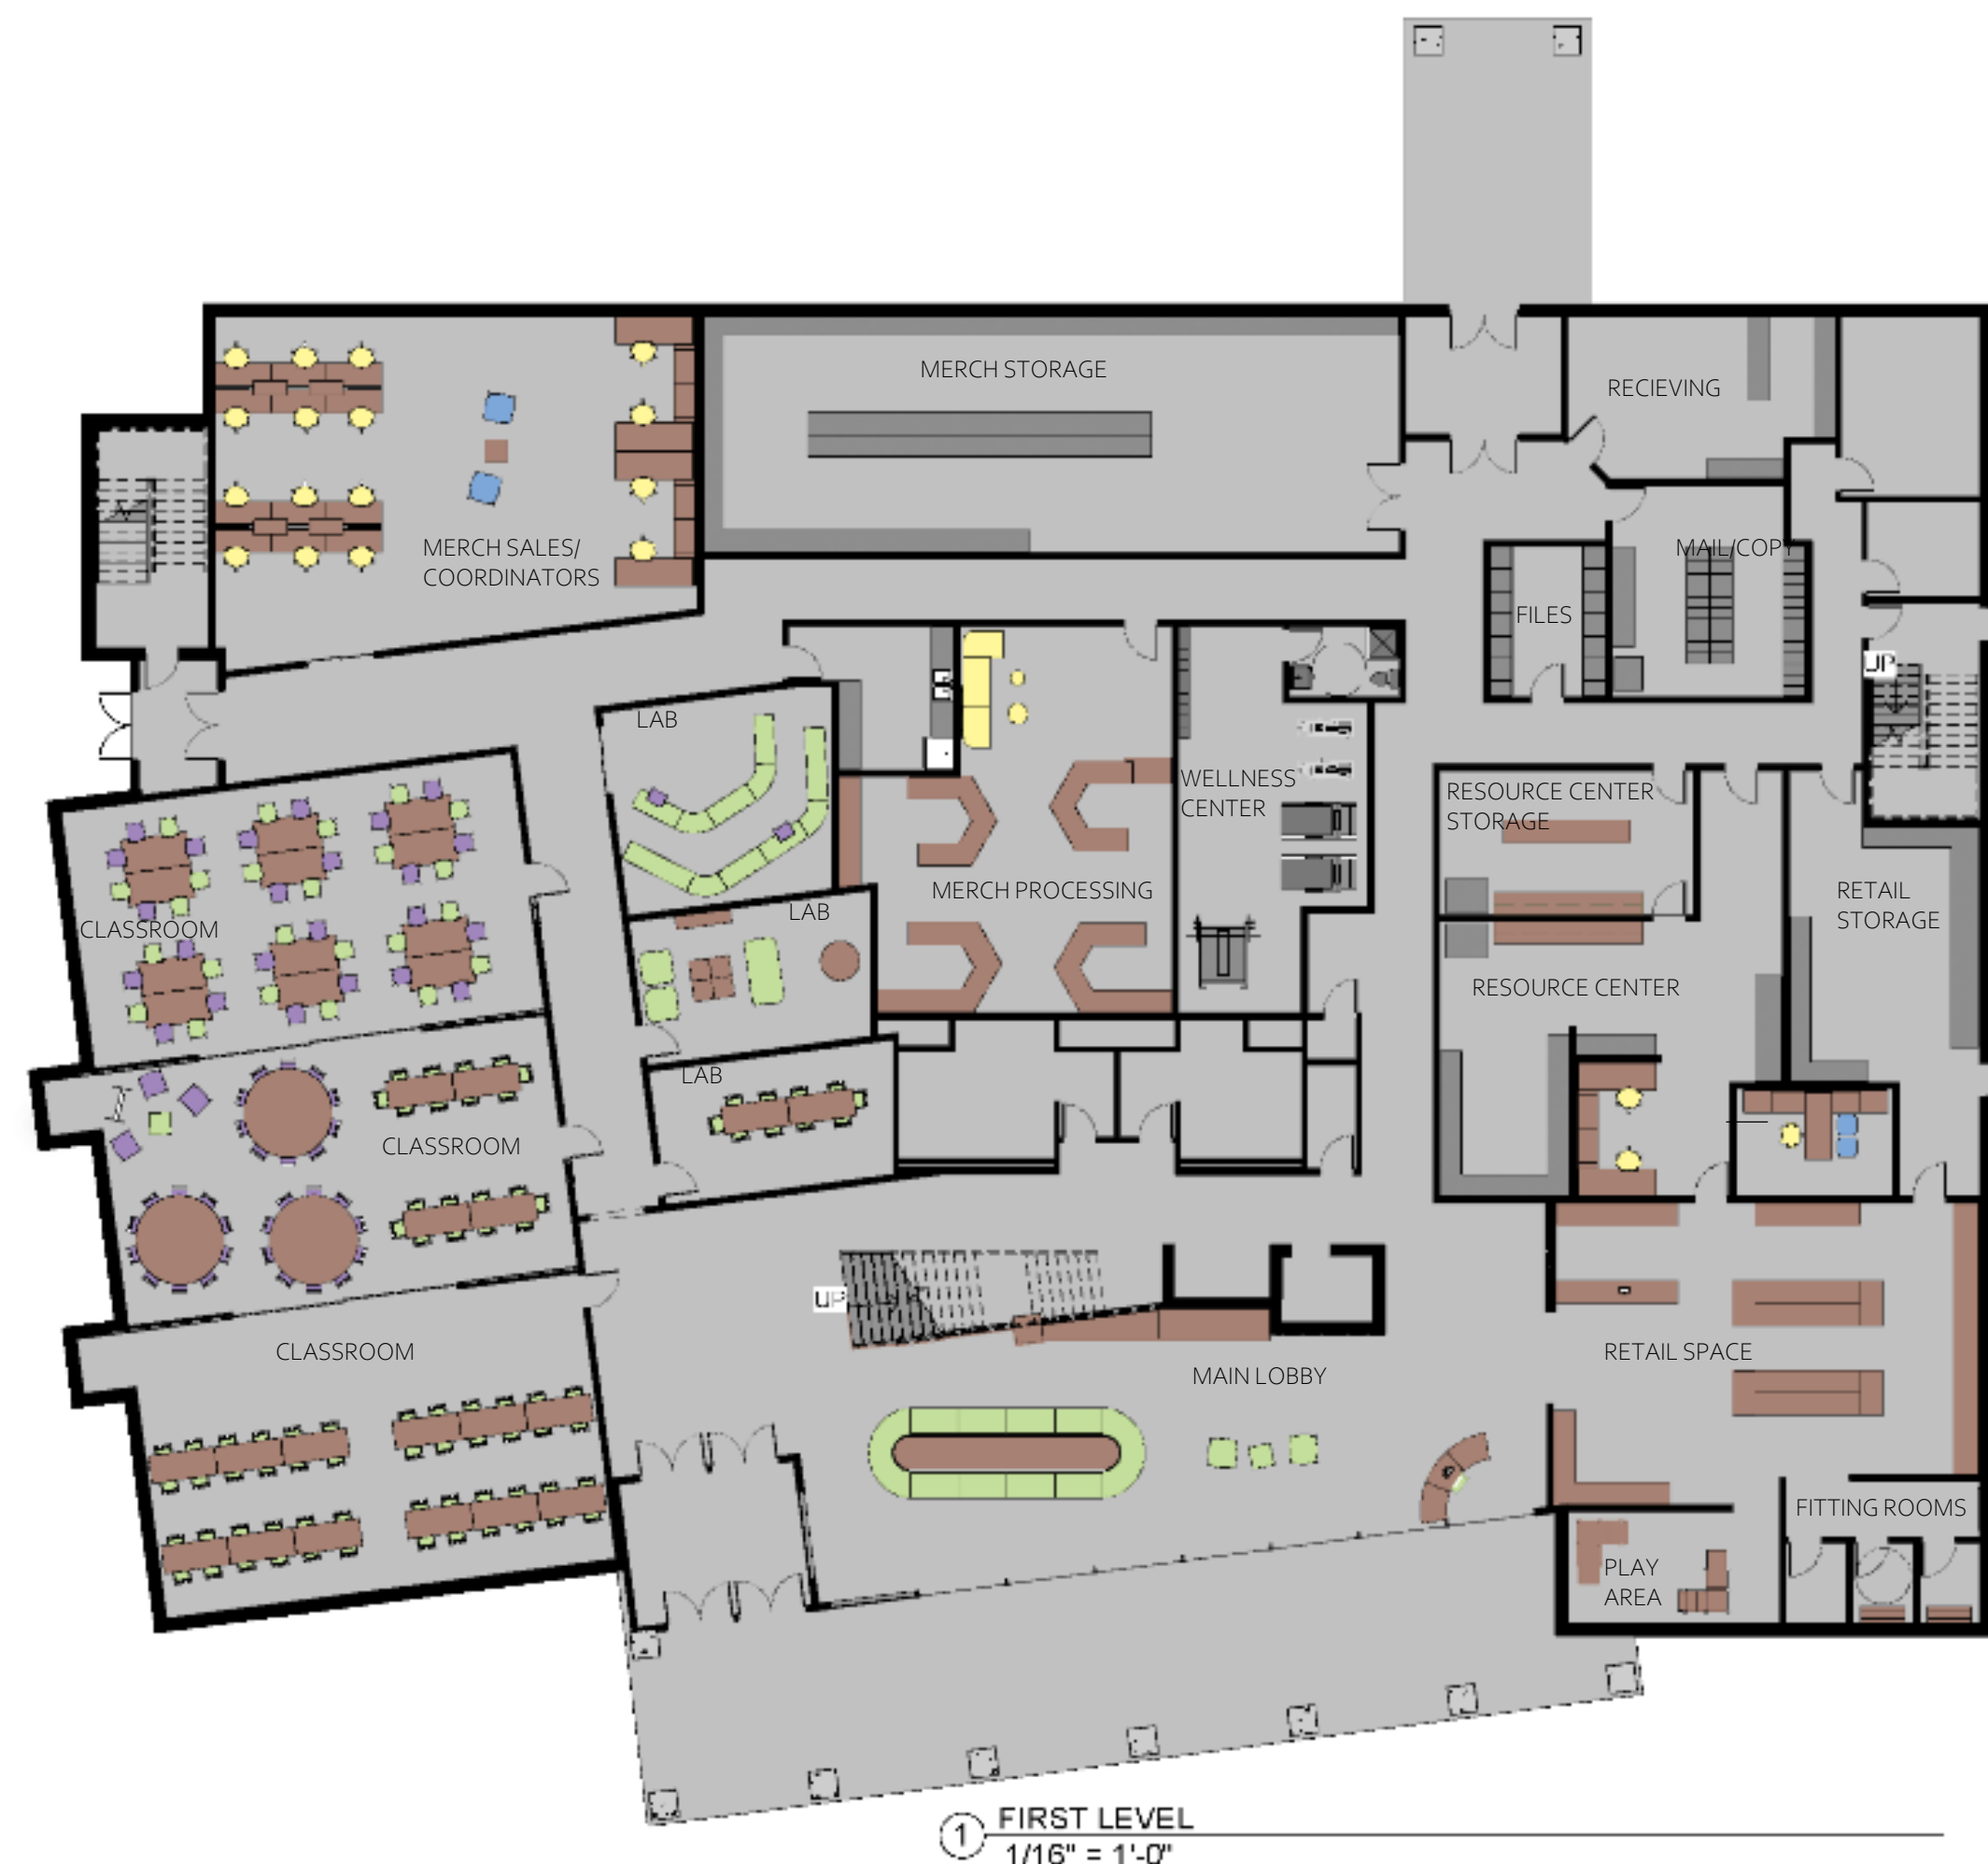 MERCH STORAGE
RECIEVING
MERCH SALES/
COORDINATORS
MAIL/COPY
FILES
UP
LAB
WELLNESS
CENTER
RESOURCE CENTER
STORAGE
MERCH PROCESSING
RETAIL
STORAGE
LAB
CLASSROOM
RESOURCE CENTER
LAB
CLASSROOM
UP
CLASSROOM
MAIN LOBBY
RETAIL SPACE
FITTING ROOMS
PLAY
AREA
1
FIRST LEVEL
1/16" = 1'-0"